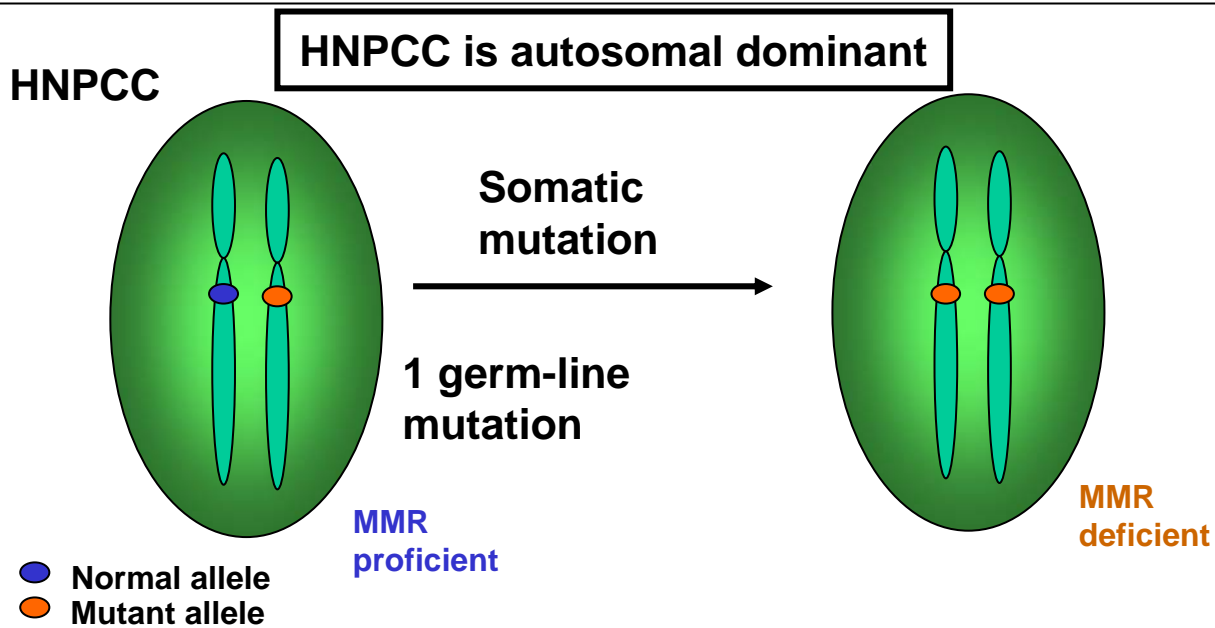 HNPCC is autosomal dominant
HNPCC
Somatic
mutation
1 germ-line
mutation
MMR
proficient
MMR
deficient
Normal allele
Mutant allele